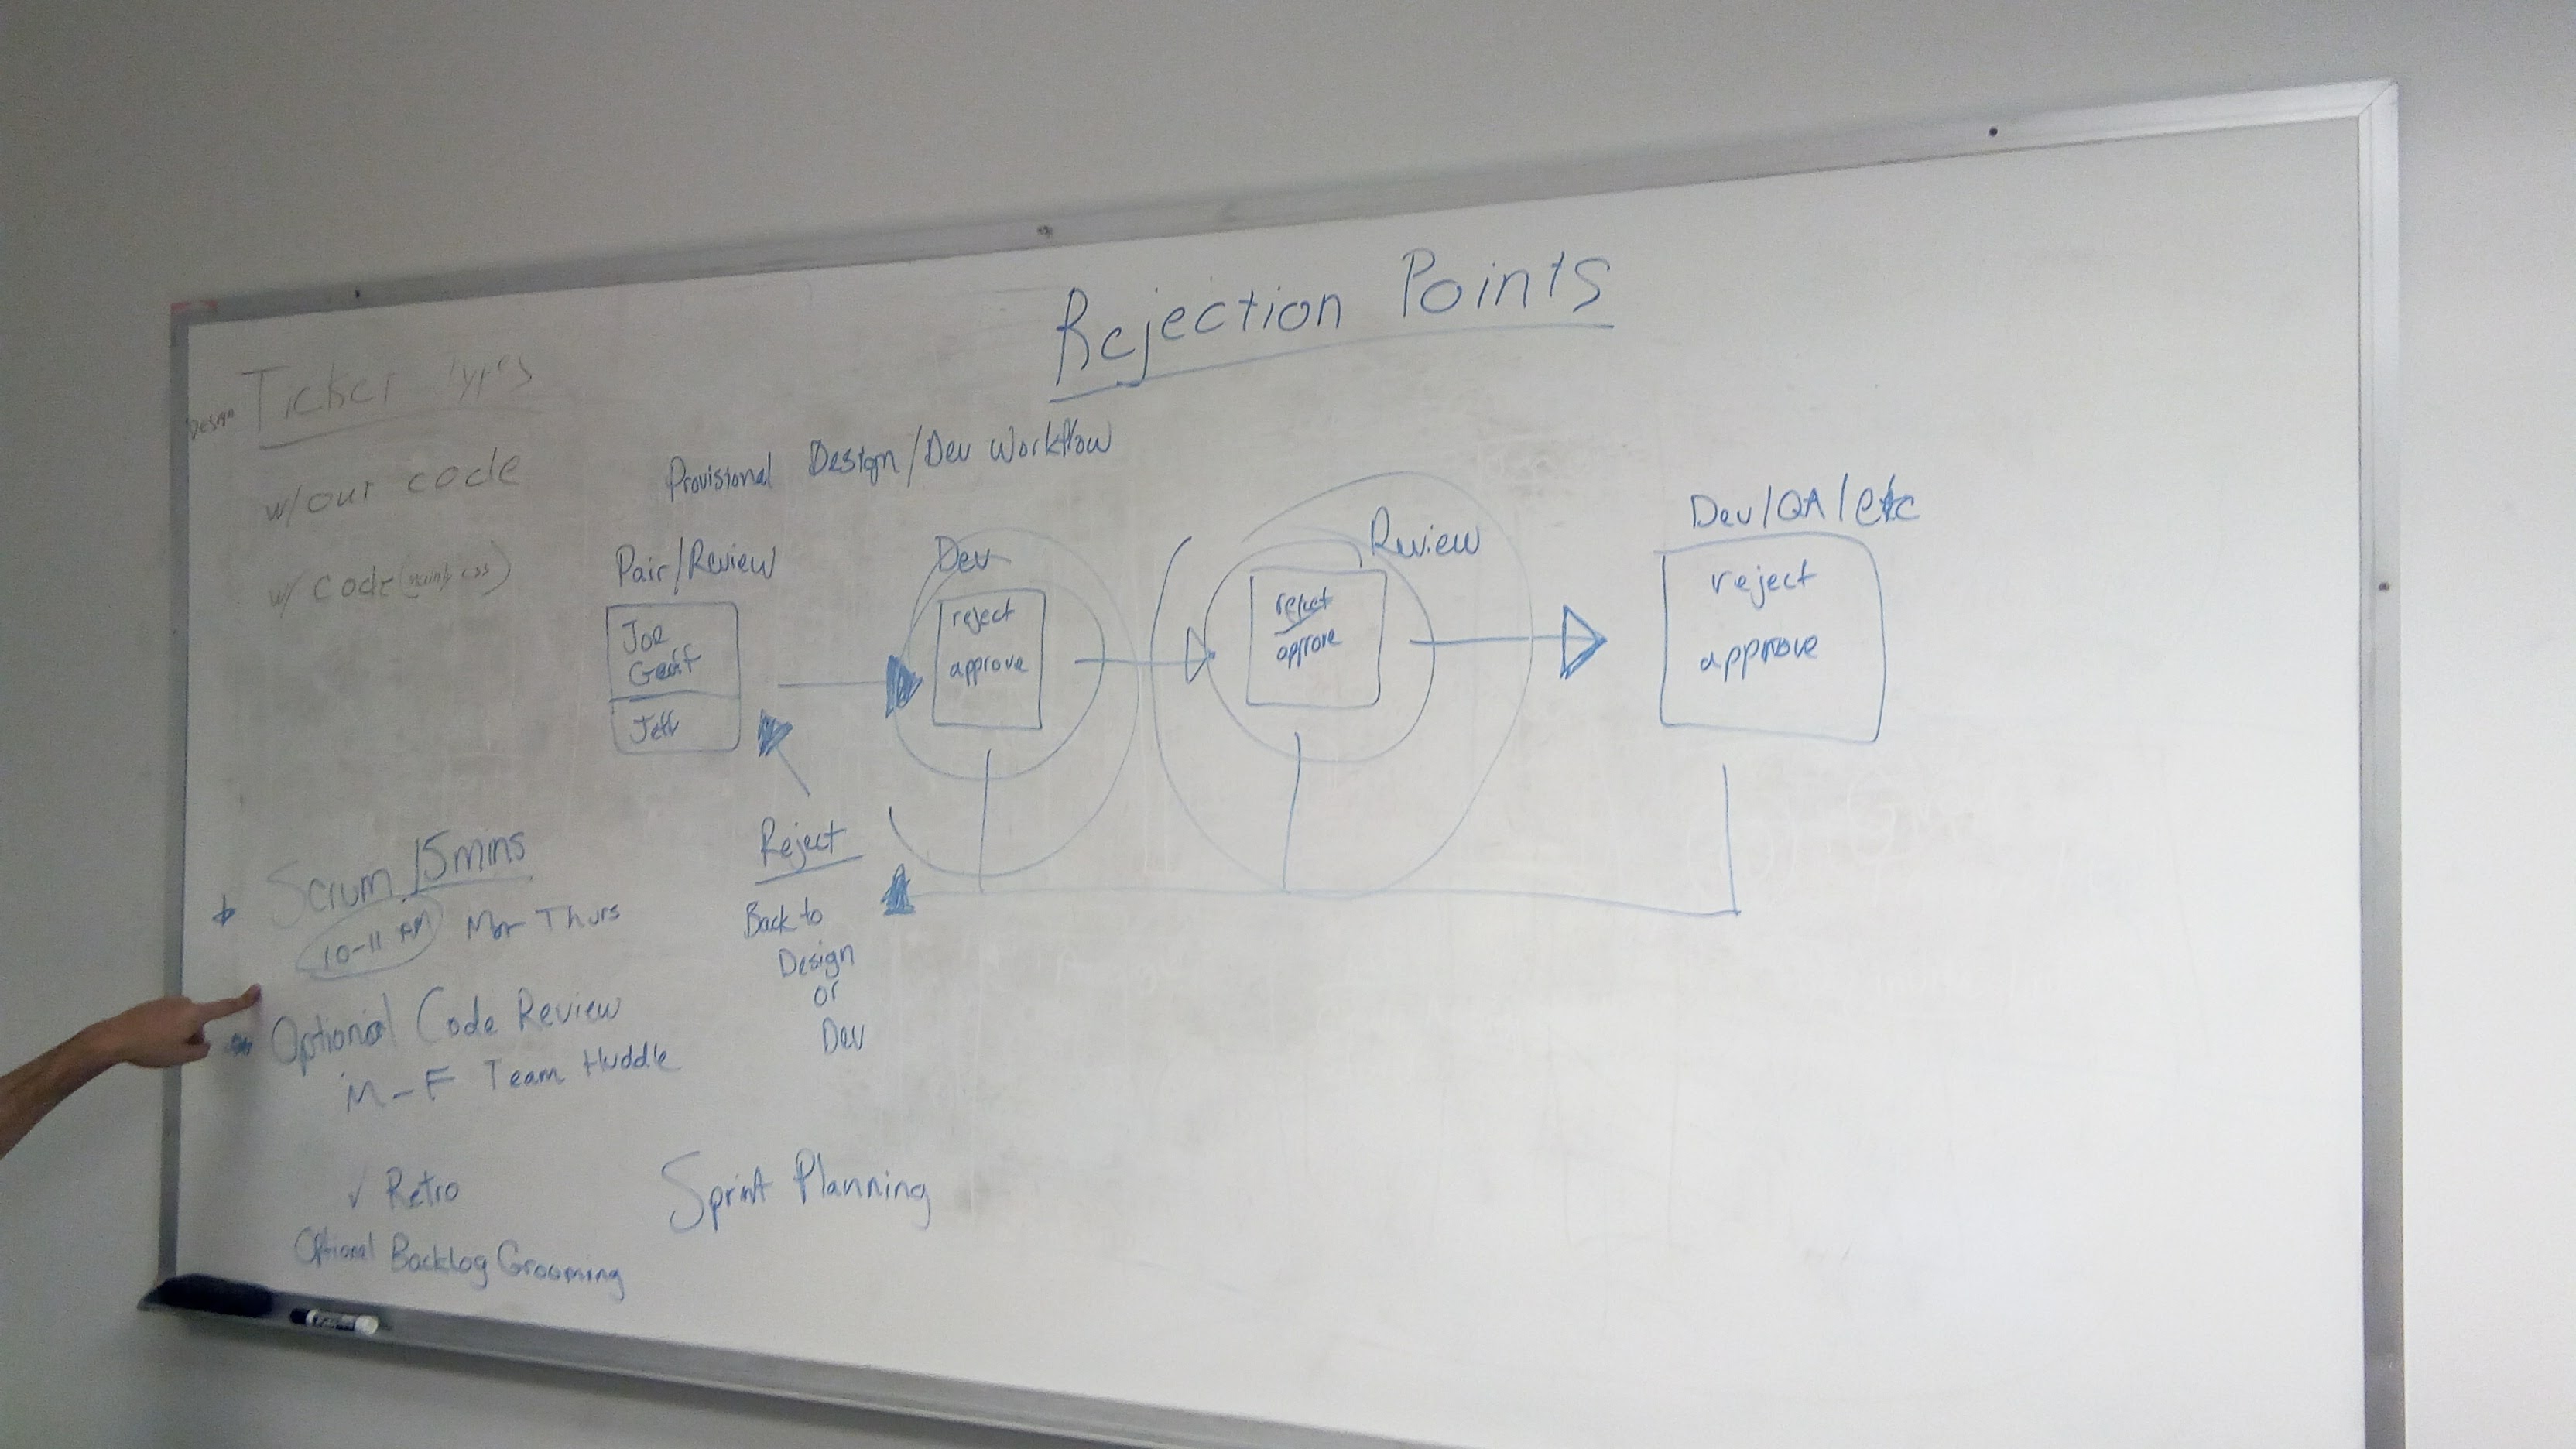 Rejection Points
Design Ticket Types
w/out code
w/ code (
css)
Provisional Design/Dev Workflow
Pair/Review
Joe
Geoff
Jeff
Dev
reject
approve
Review
reject
approve
Dev/QA/etc
reject
approve
Reject
Back to
Design
or
Dev
Scrum 15mins
10-11 AM
Thurs
Optional Code Review
M-F Team Huddle
✓ Retro
Optional Backlog Grooming
Sprint Planning